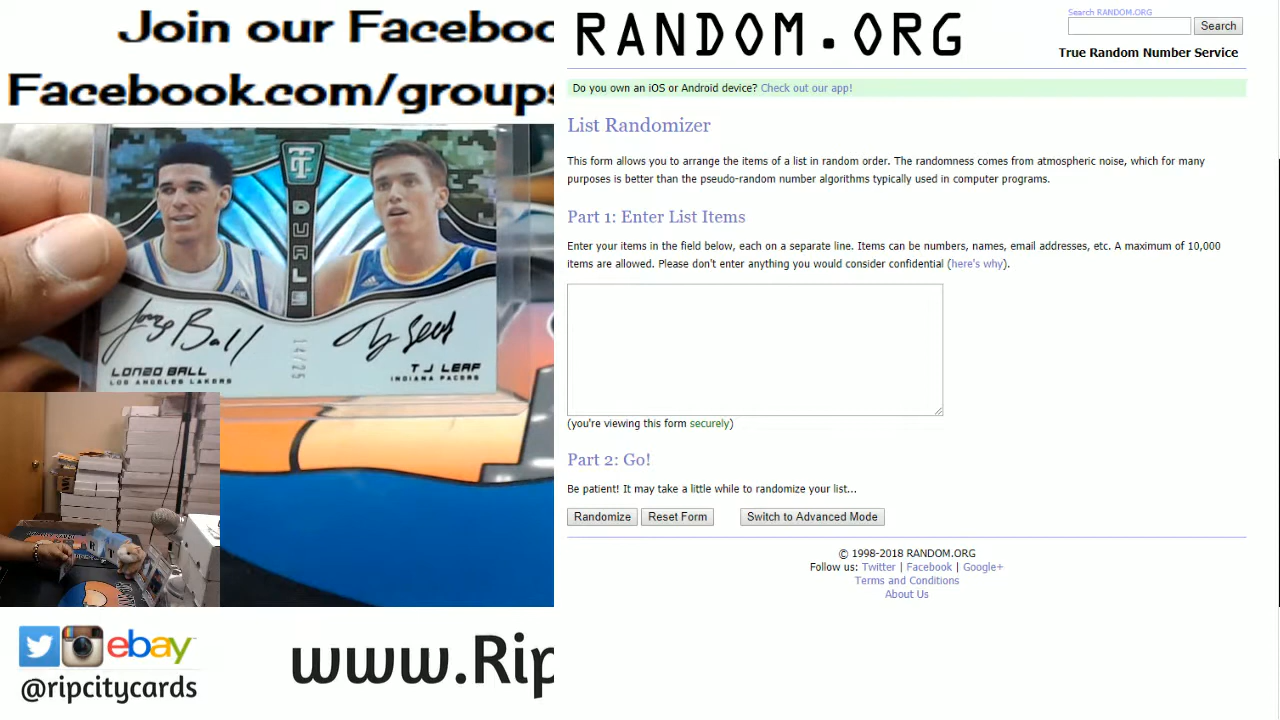 Join our Faceboo
Facebook.com/groups
TC
DUALS
Lonzo Ball
LONZO BALL
LOS ANGELES LAKERS
14/25
TJ Leaf
T J LEAF
INDIANA PACERS
ebay
@ripcitycards
www.Rip
RANDOM.ORG
Search RANDOM.ORG
Search
True Random Number Service
Do you own an iOS or Android device? Check out our app!
List Randomizer
This form allows you to arrange the items of a list in random order. The randomness comes from atmospheric noise, which for many
purposes is better than the pseudo-random number algorithms typically used in computer programs.
Part 1: Enter List Items
Enter your items in the field below, each on a separate line. Items can be numbers, names, email addresses, etc. A maximum of 10,000
items are allowed. Please don't enter anything you would consider confidential (here's why).
(you're viewing this form securely)
Part 2: Go!
Be patient! It may take a little while to randomize your list...
Randomize Reset Form Switch to Advanced Mode
© 1998-2018 RANDOM.ORG
Follow us: Twitter | Facebook | Google+
Terms and Conditions
About Us